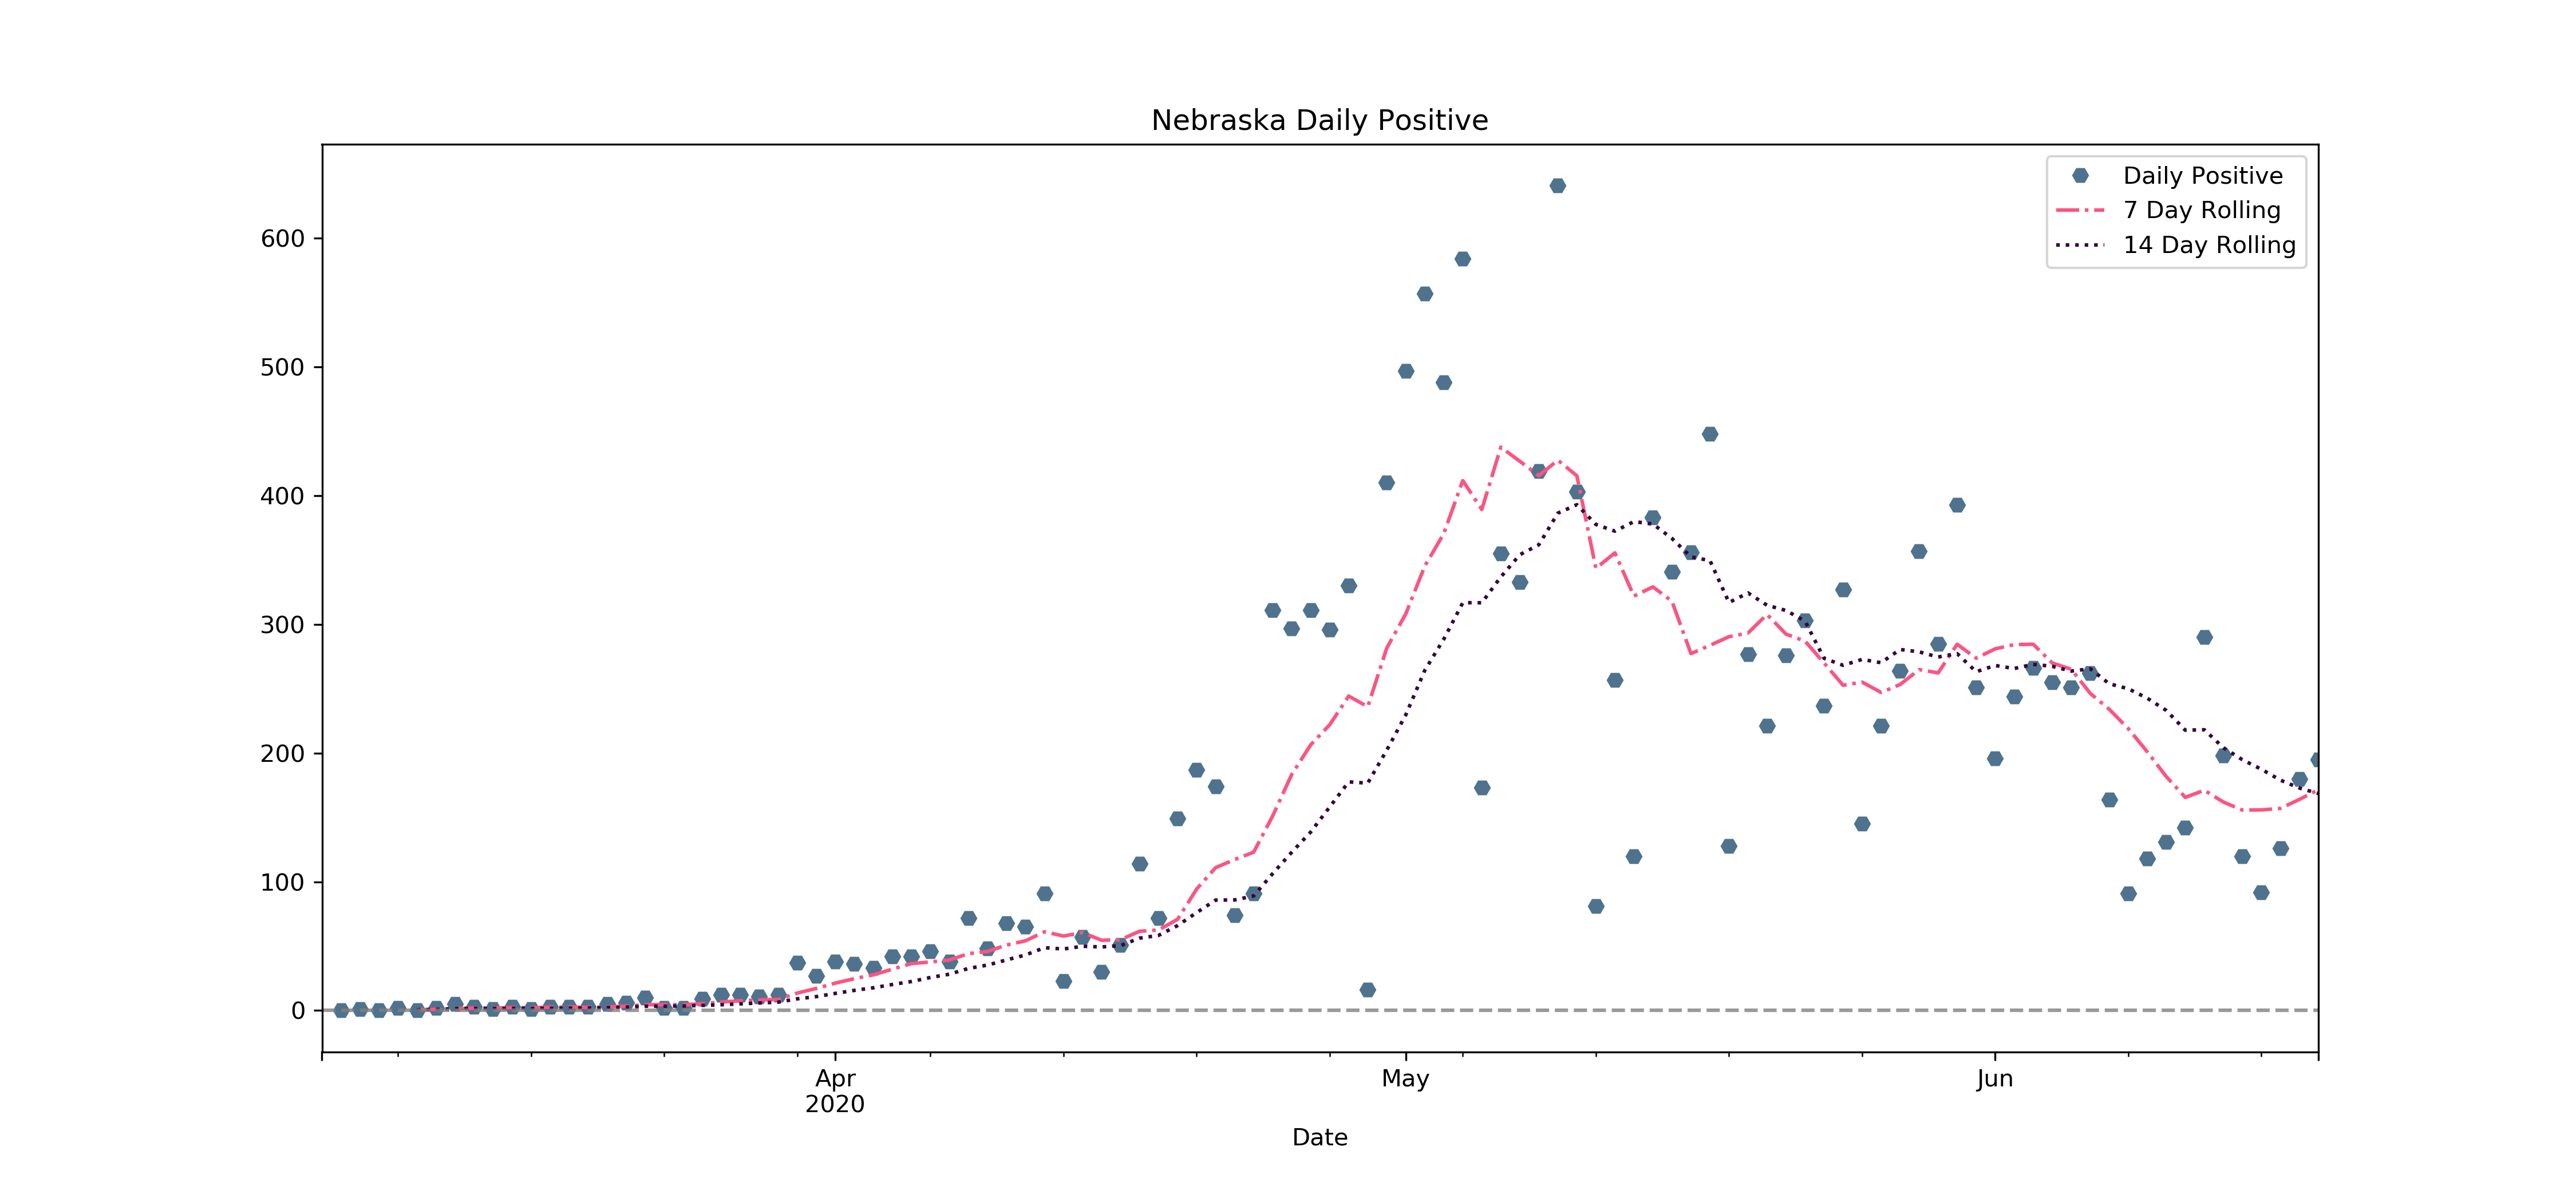 Nebraska Daily Positive
Daily Positive
7 Day Rolling
14 Day Rolling
600
500
400
300
200
100
0
Apr
2020
May
Jun
Date